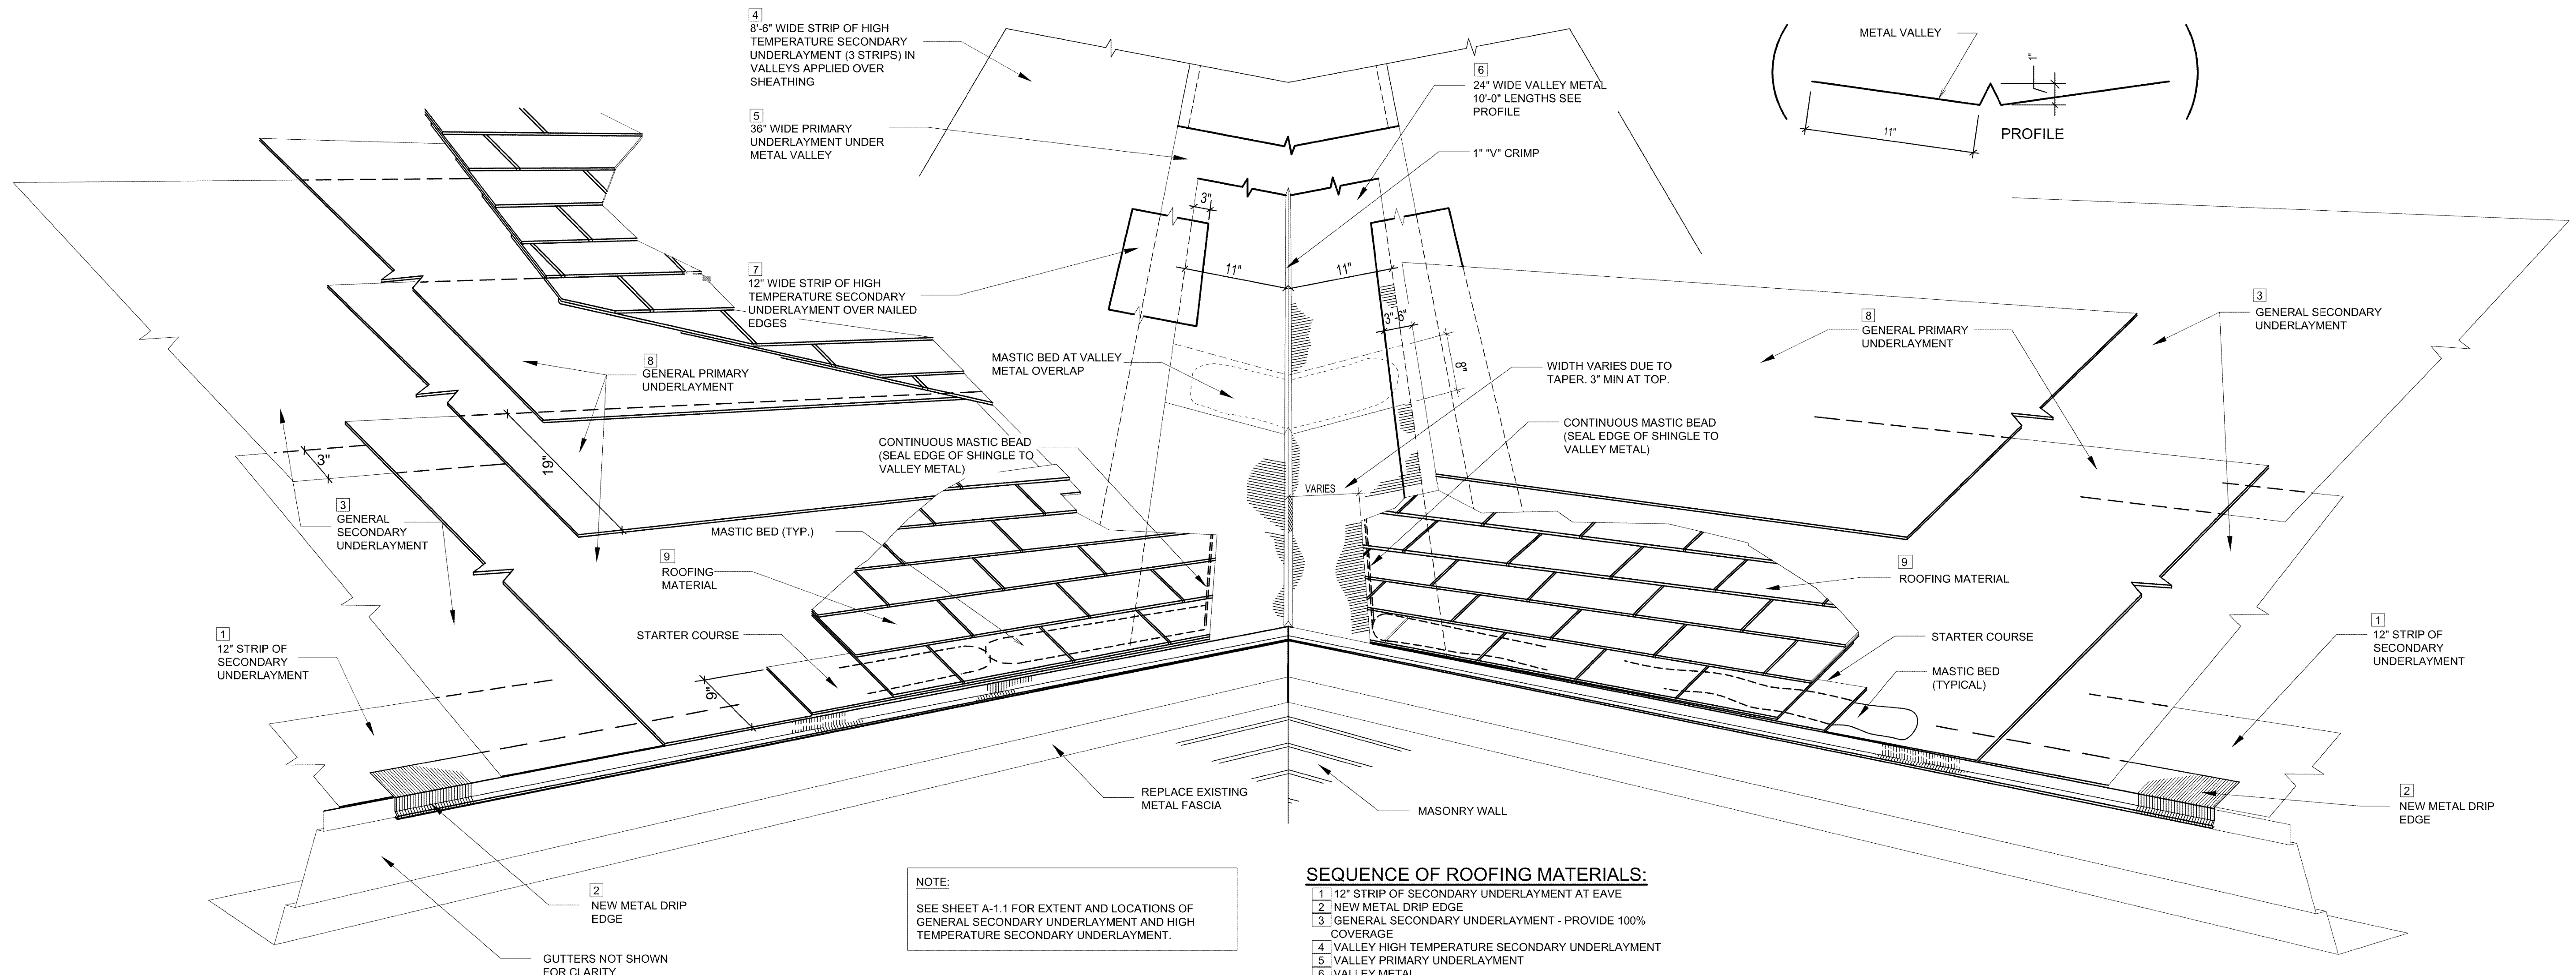 4
8'-6" WIDE STRIP OF HIGH
TEMPERATURE SECONDARY
UNDERLAYMENT (3 STRIPS) IN
VALLEYS APPLIED OVER
SHEATHING
5
36" WIDE PRIMARY
UNDERLAYMENT UNDER
METAL VALLEY
6
24" WIDE VALLEY METAL
10'-0" LENGTHS SEE
PROFILE
1" "V" CRIMP
METAL VALLEY
1"
11"
PROFILE
3"
11"
11"
7
12" WIDE STRIP OF HIGH
TEMPERATURE SECONDARY
UNDERLAYMENT OVER NAILED
EDGES
3"-6"
8"
MASTIC BED AT VALLEY
METAL OVERLAP
WIDTH VARIES DUE TO
TAPER. 3" MIN AT TOP.
8
GENERAL PRIMARY
UNDERLAYMENT
8
GENERAL PRIMARY
UNDERLAYMENT
3
GENERAL SECONDARY
UNDERLAYMENT
CONTINUOUS MASTIC BEAD
(SEAL EDGE OF SHINGLE TO
VALLEY METAL)
CONTINUOUS MASTIC BEAD
(SEAL EDGE OF SHINGLE TO
VALLEY METAL)
3"
19"
VARIES
3
GENERAL
SECONDARY
UNDERLAYMENT
MASTIC BED (TYP.)
9
ROOFING
MATERIAL
9
ROOFING MATERIAL
STARTER COURSE
STARTER COURSE
1
12" STRIP OF
SECONDARY
UNDERLAYMENT
1
12" STRIP OF
SECONDARY
UNDERLAYMENT
9"
MASTIC BED
(TYPICAL)
REPLACE EXISTING
METAL FASCIA
MASONRY WALL
2
NEW METAL DRIP
EDGE
2
NEW METAL DRIP
EDGE
GUTTERS NOT SHOWN
FOR CLARITY
NOTE:
SEE SHEET A-1.1 FOR EXTENT AND LOCATIONS OF
GENERAL SECONDARY UNDERLAYMENT AND HIGH
TEMPERATURE SECONDARY UNDERLAYMENT.
SEQUENCE OF ROOFING MATERIALS:
1 12" STRIP OF SECONDARY UNDERLAYMENT AT EAVE
2 NEW METAL DRIP EDGE
3 GENERAL SECONDARY UNDERLAYMENT - PROVIDE 100%
COVERAGE
4 VALLEY HIGH TEMPERATURE SECONDARY UNDERLAYMENT
5 VALLEY PRIMARY UNDERLAYMENT
6 VALLEY METAL